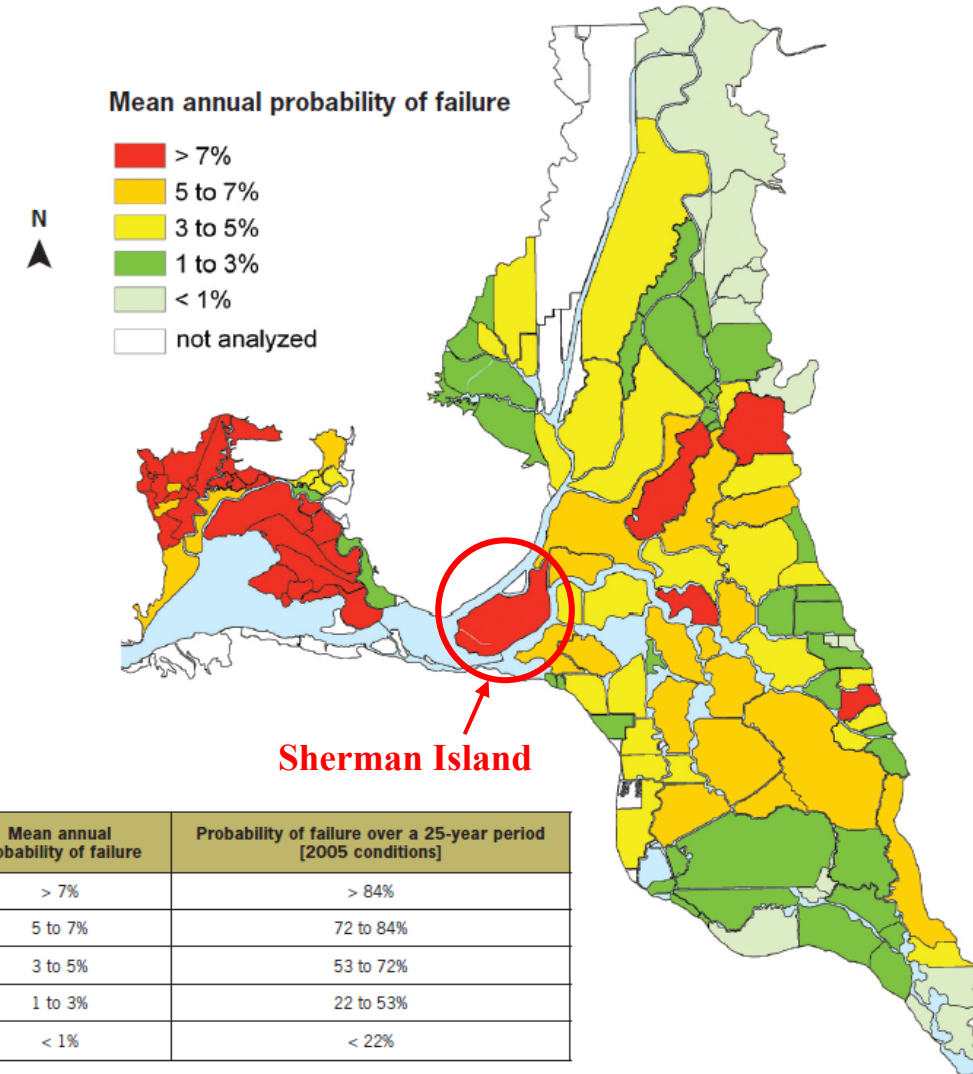 Mean annual probability of failure
> 7%
5 to 7%
3 to 5%
1 to 3%
< 1%
not analyzed
N
Sherman Island
Mean annual
obability of failure
Probability of failure over a 25-year period
[2005 conditions]
> 7%
> 84%
5 to 7%
72 to 84%
3 to 5%
53 to 72%
1 to 3%
22 to 53%
< 1%
< 22%